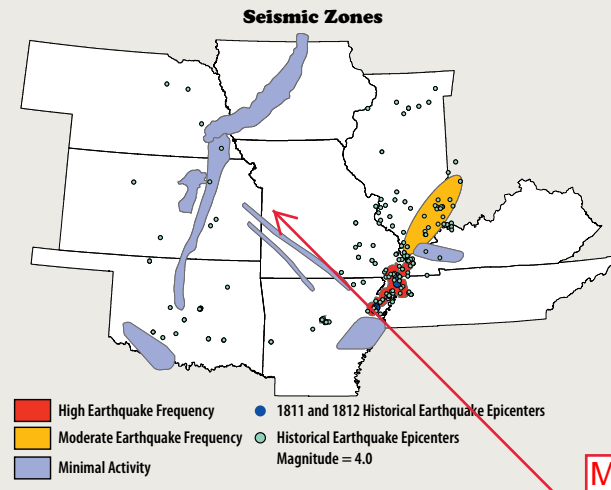 Seismic Zones
High Earthquake Frequency
Moderate Earthquake Frequency
Minimal Activity
1811 and 1812 Historical Earthquake Epicenters
Historical Earthquake Epicenters
Magnitude = 4.0
M